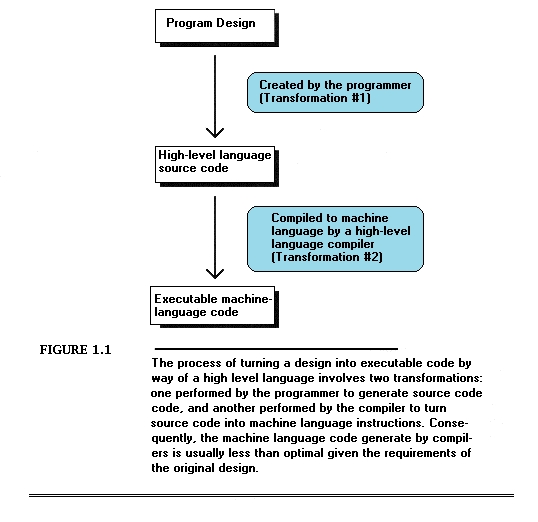 Program Design
Created by the programmer
(Transformation #1)
High-level language
source code
Compiled to machine
language by a high-level
language compiler
(Transformation #2)
Executable machine-
language code
FIGURE 1.1
The process of turning a design into executable code by
way of a high level language involves two transformations:
one performed by the programmer to generate source code
code, and another performed by the compiler to turn
source code into machine language instructions. Conse-
quently, the machine language code generate by compil-
ers is usually less than optimal given the requirements of
the original design.